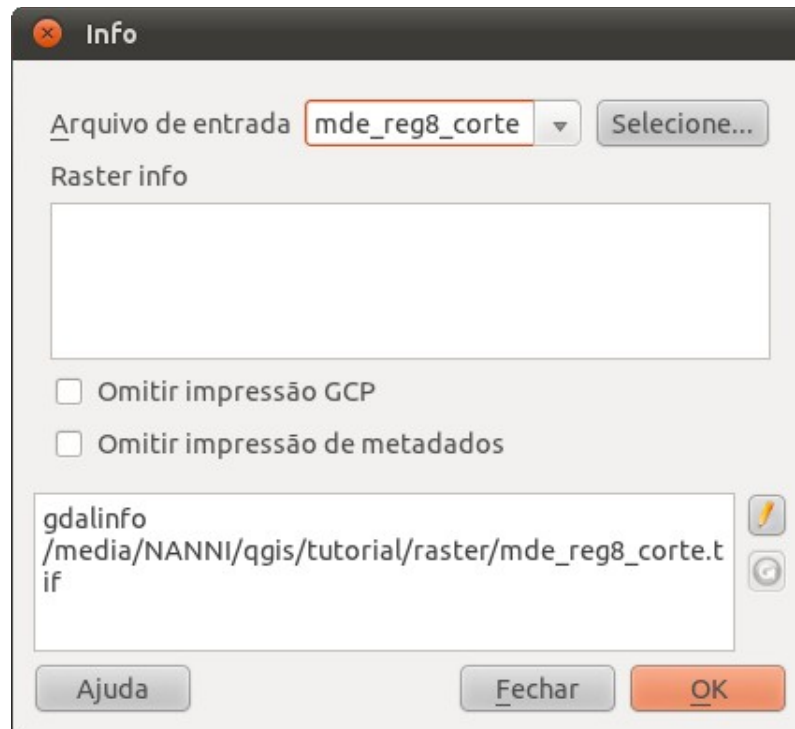 Info
Arquivo de entrada mde_reg8_corte Selecione...
Raster info
Omitir impressão GCP
Omitir impressão de metadados
gdalinfo
/media/NANNI/qgis/tutorial/raster/mde_reg8_corte.t
if
Ajuda Fechar OK